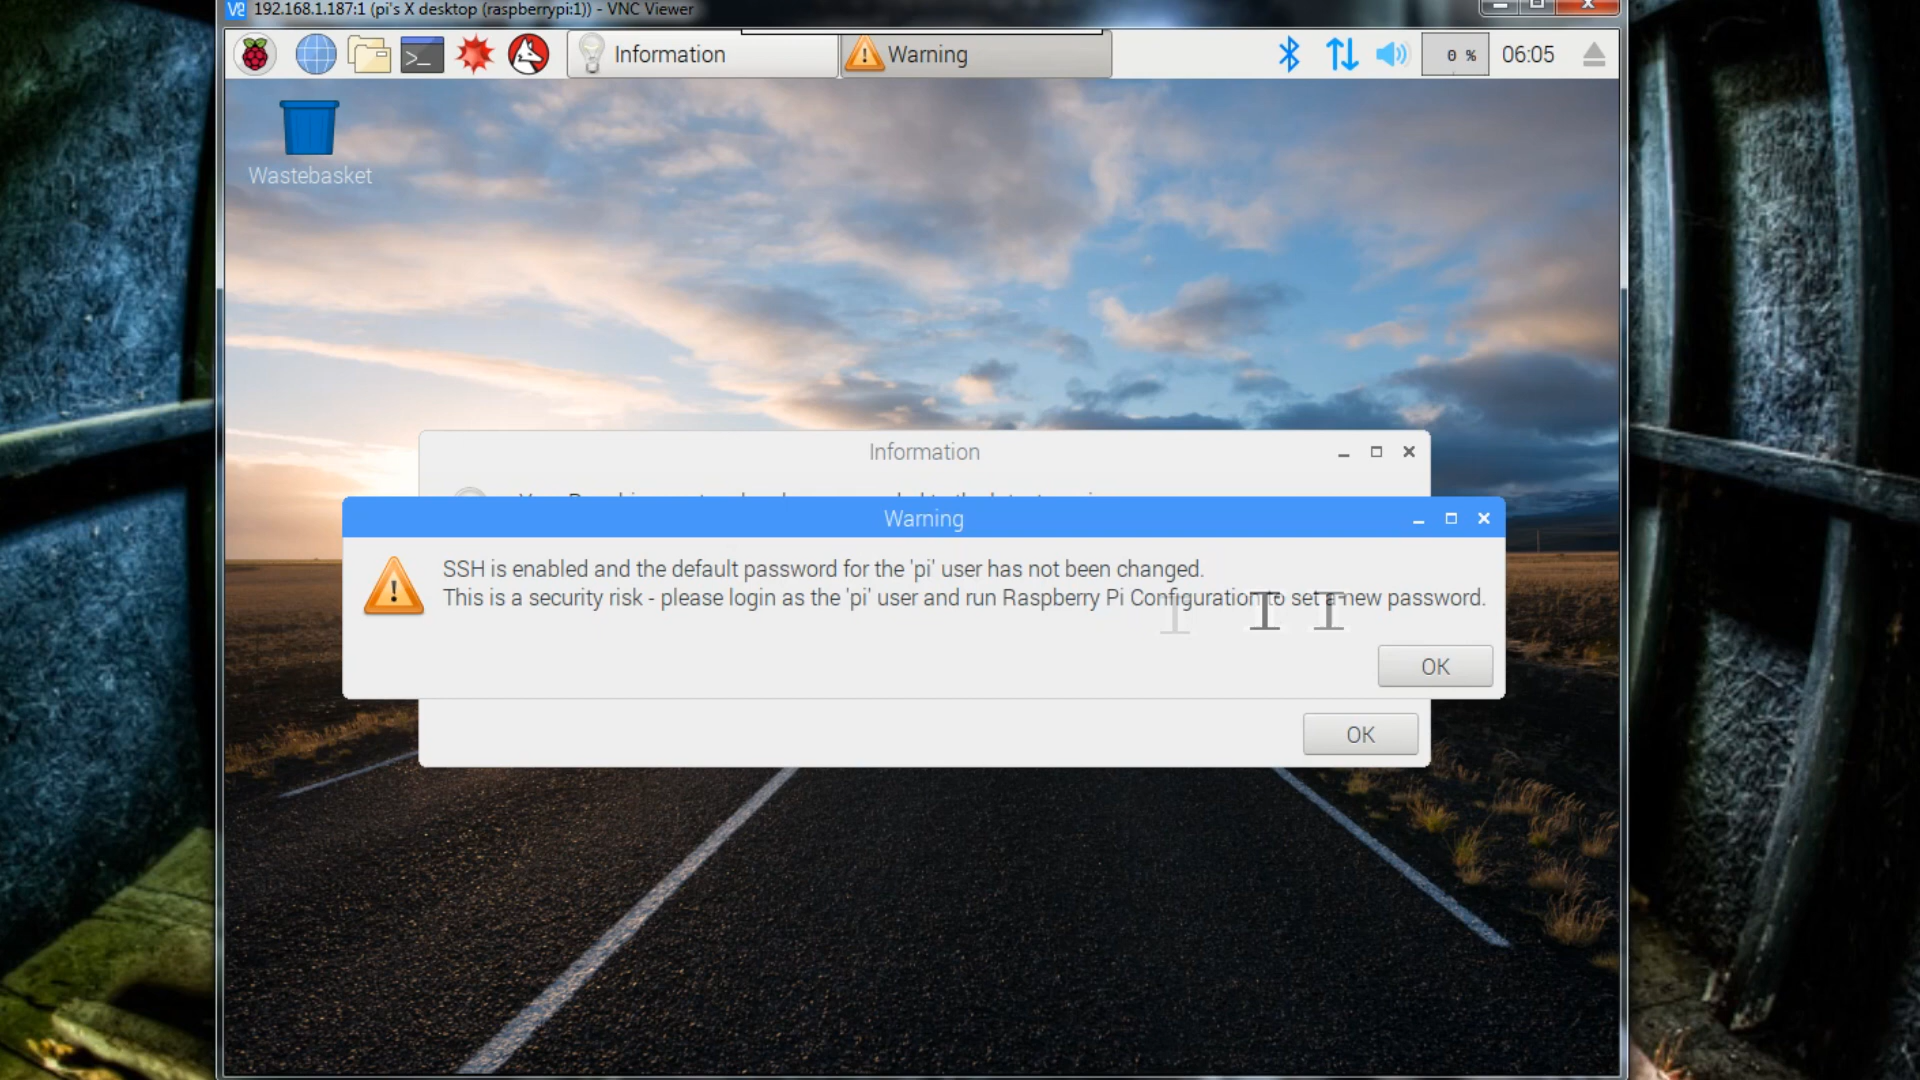 192.168.1.187:1 (pi's X desktop (raspberrypi:1)) - VNC Viewer
Information
Warning
0 %
06:05
Wastebasket
Information
Warning
SSH is enabled and the default password for the 'pi' user has not been changed.
This is a security risk - please login as the 'pi' user and run Raspberry Pi Configuration to set a new password.
OK
OK